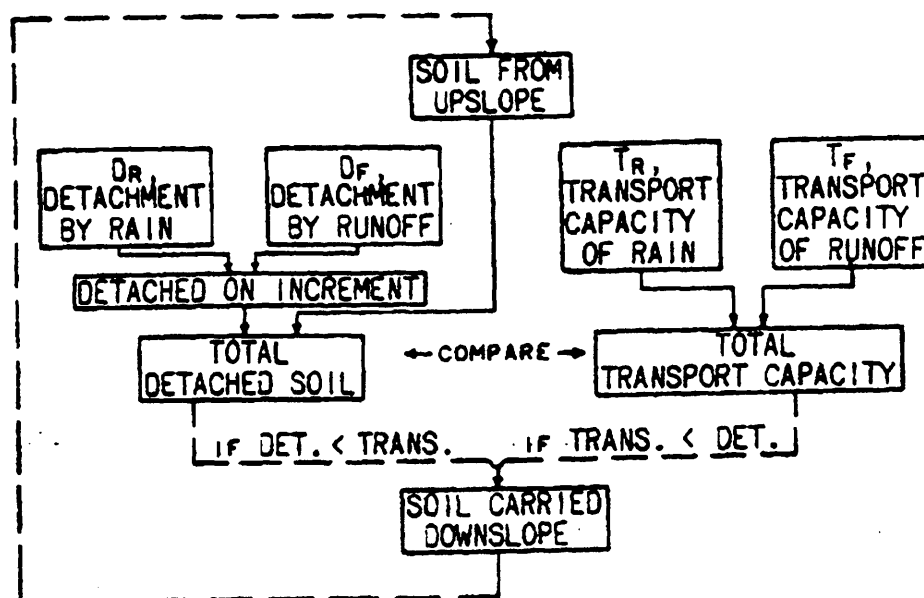 SOIL FROM
UPSLOPE
DR,
DETACHMENT
BY RAIN
DF,
DETACHMENT
BY RUNOFF
TR,
TRANSPORT
CAPACITY
OF RAIN
TF,
TRANSPORT
CAPACITY
OF RUNOFF
DETACHED ON INCREMENT
TOTAL
DETACHED SOIL
COMPARE
TOTAL
TRANSPORT CAPACITY
IF DET. < TRANS.
IF TRANS. < DET.
SOIL CARRIED
DOWNSLOPE